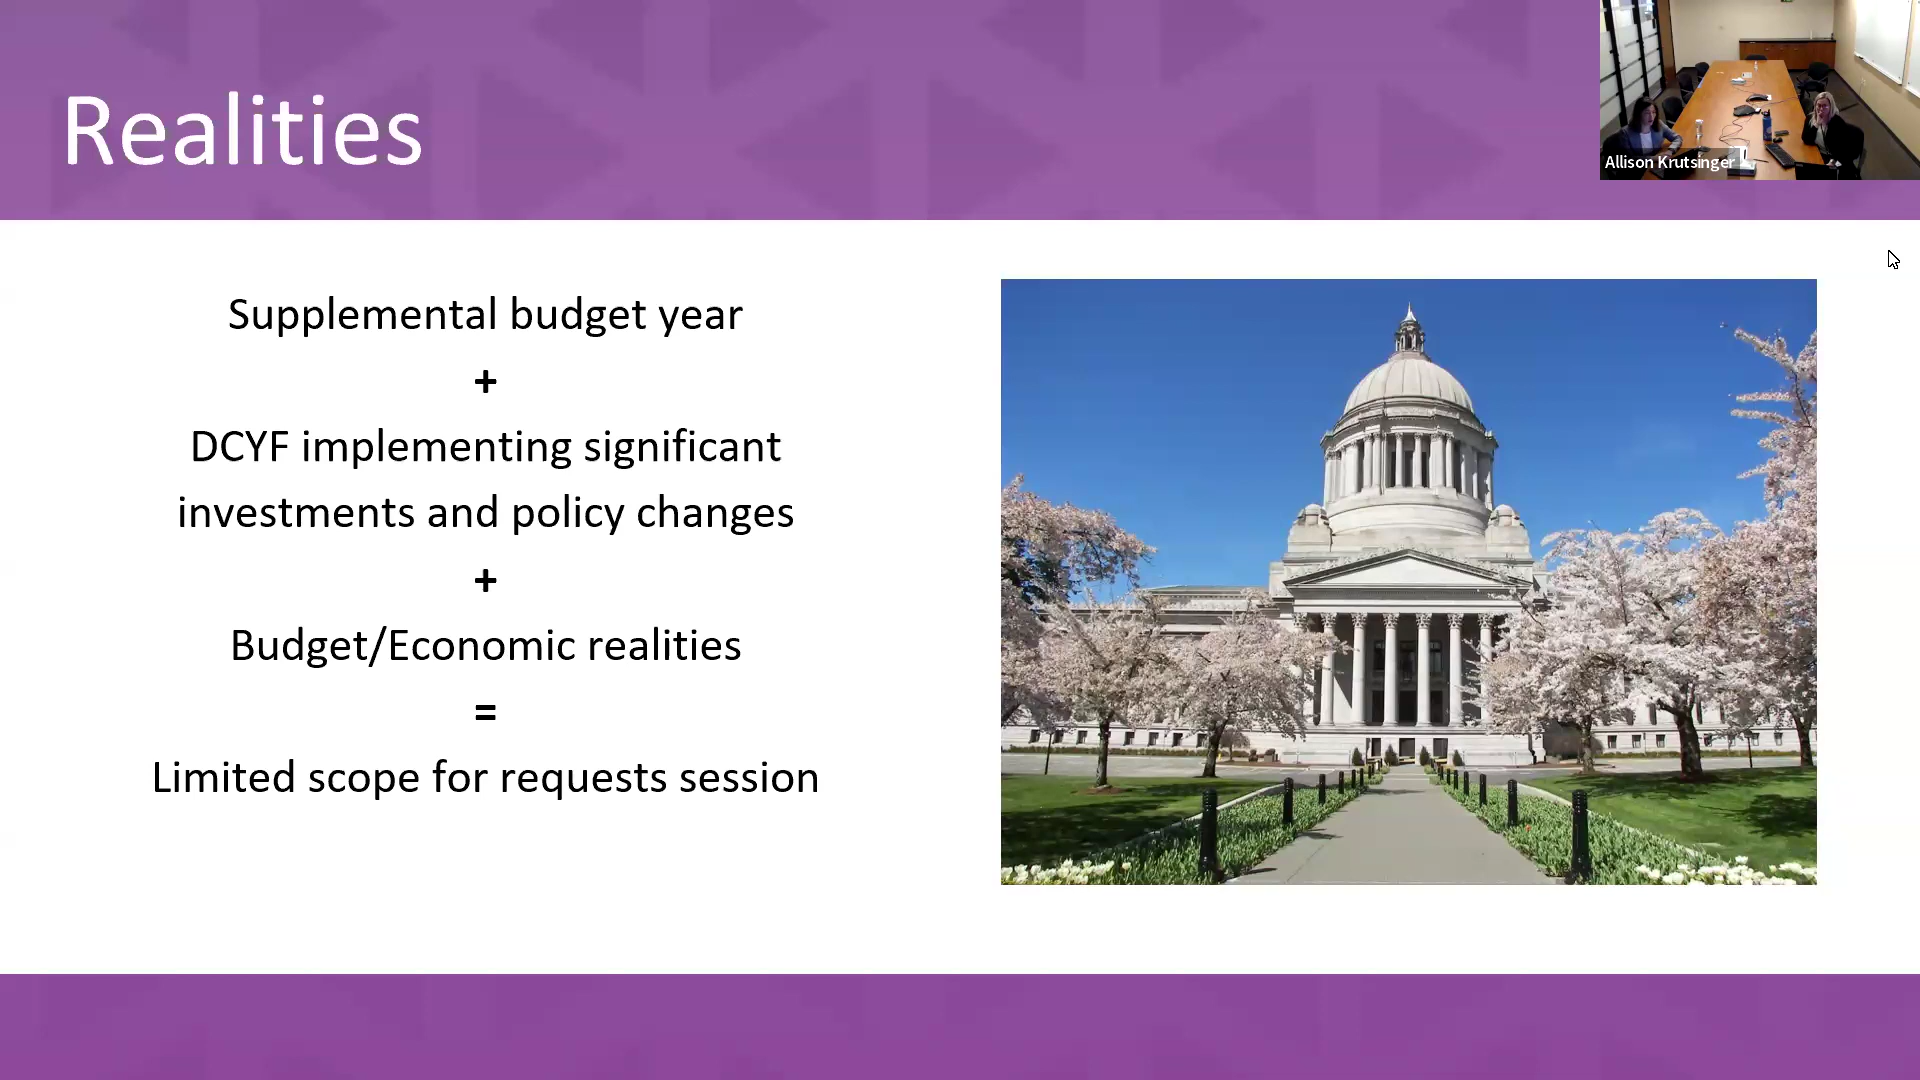 Realities
Allison Krutsinger
Supplemental budget year
+
DCYF implementing significant
investments and policy changes
+
Budget/Economic realities
=
Limited scope for requests session